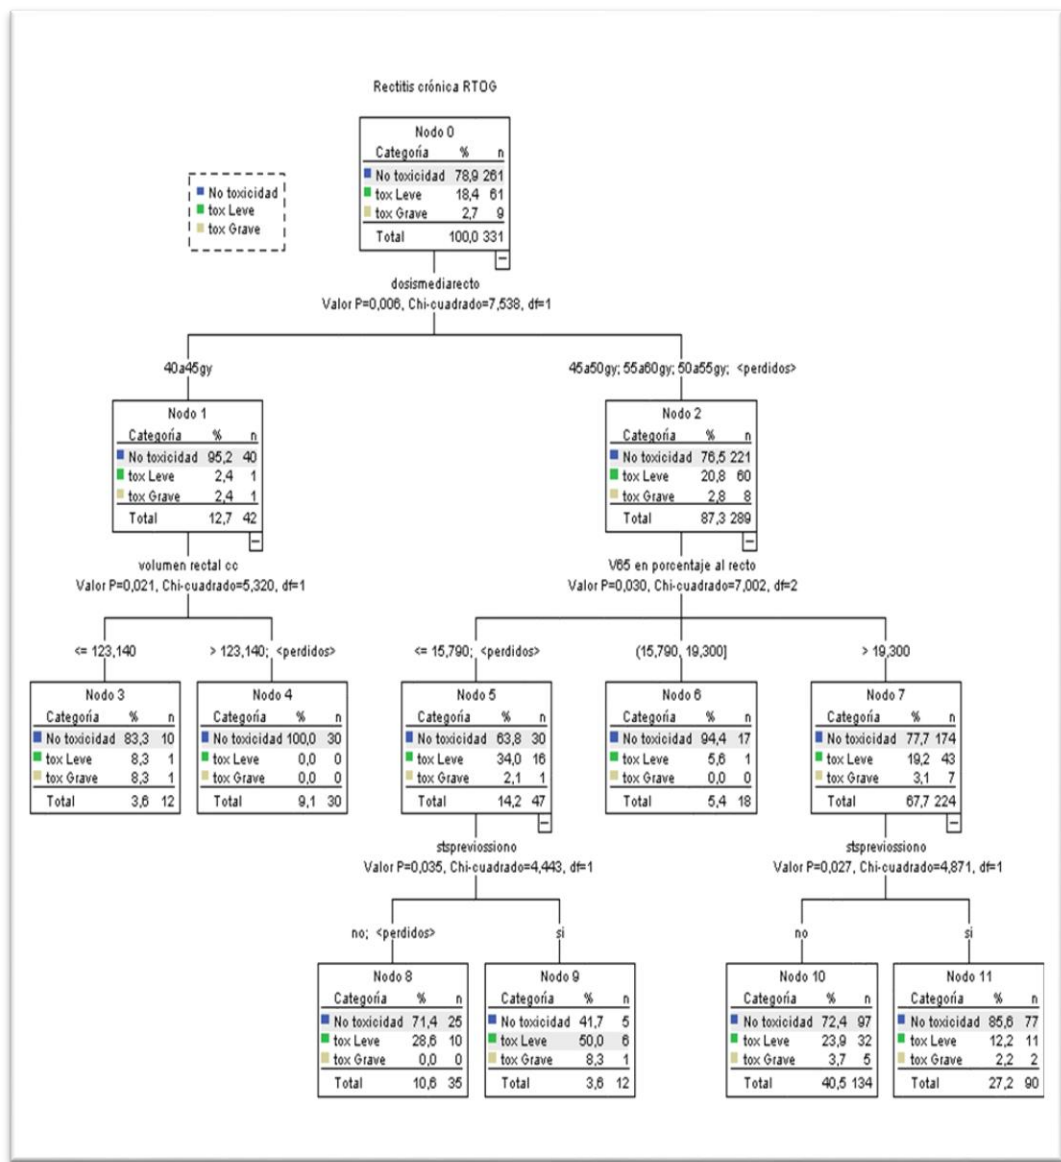 Rectitis crónica RTOG
Nodo 0
Categoría % n
No toxicidad 78,9 261
tox Leve 18,4 61
tox Grave 2,7 9
Total 100,0 331
No toxicidad
tox Leve
tox Grave
dosismediarecto
Valor P=0,006, Chi-cuadrado=7,538, df=1
40a45gy
45a50gy; 55a60gy; 50a55gy; <perdidos>
Nodo 1
Categoría % n
No toxicidad 95,2 40
tox Leve 2,4 1
tox Grave 2,4 1
Total 12,7 42
Nodo 2
Categoría % n
No toxicidad 76,5 221
tox Leve 20,8 60
tox Grave 2,8 8
Total 87,3 289
volumen rectal cc
Valor P=0,021, Chi-cuadrado=5,320, df=1
V65 en porcentaje al recto
Valor P=0,030, Chi-cuadrado=7,002, df=2
<= 123,140
> 123,140; <perdidos>
<= 15,790; <perdidos>
(15,790, 19,300]
> 19,300
Nodo 3
Categoría % n
No toxicidad 83,3 10
tox Leve 8,3 1
tox Grave 8,3 1
Total 3,6 12
Nodo 4
Categoría % n
No toxicidad 100,0 30
tox Leve 0,0 0
tox Grave 0,0 0
Total 9,1 30
Nodo 5
Categoría % n
No toxicidad 63,8 30
tox Leve 34,0 16
tox Grave 2,1 1
Total 14,2 47
Nodo 6
Categoría % n
No toxicidad 94,4 17
tox Leve 5,6 1
tox Grave 0,0 0
Total 5,4 18
Nodo 7
Categoría % n
No toxicidad 77,7 174
tox Leve 19,2 43
tox Grave 3,1 7
Total 67,7 224
stspreviossiono
Valor P=0,035, Chi-cuadrado=4,443, df=1
stspreviossiono
Valor P=0,027, Chi-cuadrado=4,871, df=1
no; <perdidos>
si
no
si
Nodo 8
Categoría % n
No toxicidad 71,4 25
tox Leve 28,6 10
tox Grave 0,0 0
Total 10,6 35
Nodo 9
Categoría % n
No toxicidad 41,7 5
tox Leve 50,0 6
tox Grave 8,3 1
Total 3,6 12
Nodo 10
Categoría % n
No toxicidad 72,4 97
tox Leve 23,9 32
tox Grave 3,7 5
Total 40,5 134
Nodo 11
Categoría % n
No toxicidad 85,6 77
tox Leve 12,2 11
tox Grave 2,2 2
Total 27,2 90